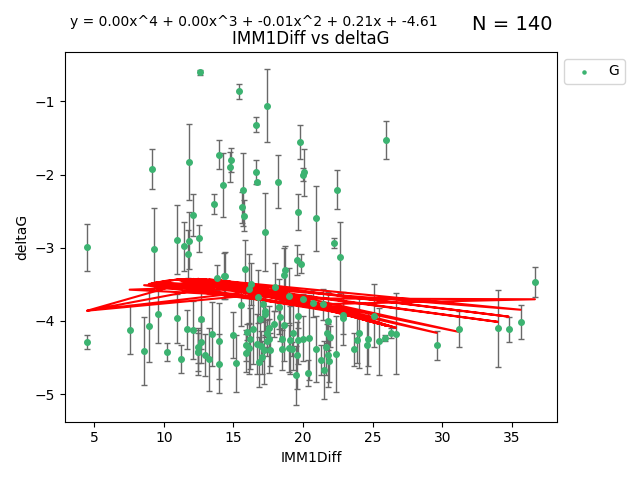 y = 0.00x^4 + 0.00x^3 + -0.01x^2 + 0.21x + -4.61
N = 140
IMM1Diff vs deltaG
G
−1
−2
−3
−4
−5
deltaG
5 10 15 20 25 30 35
IMM1Diff